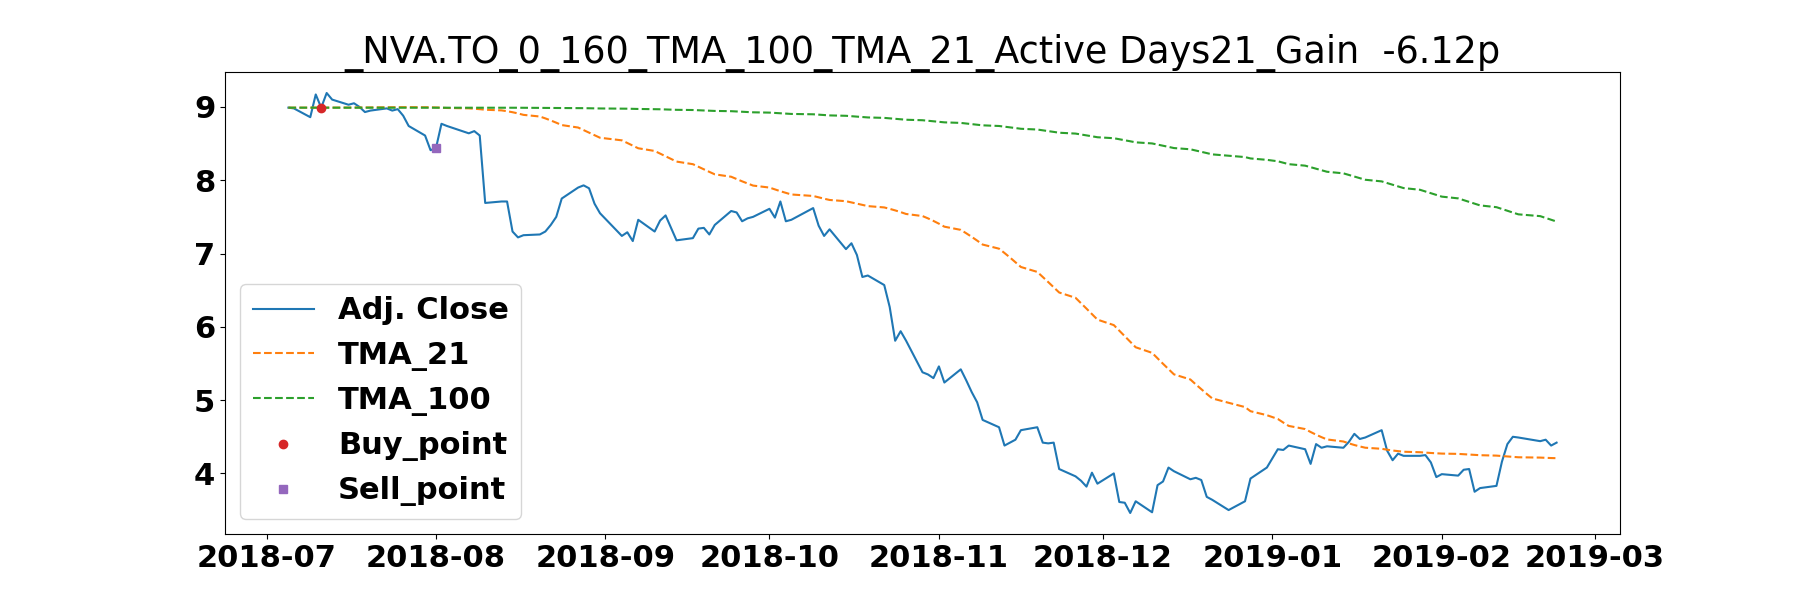 _NVA.TO_0_160_TMA_100_TMA_21_Active Days21_Gain  -6.12p
9
8
7
6
5
4
Adj. Close
TMA_21
TMA_100
Buy_point
Sell_point
2018-07 2018-08 2018-09 2018-10 2018-11 2018-12 2019-01 2019-02 2019-03